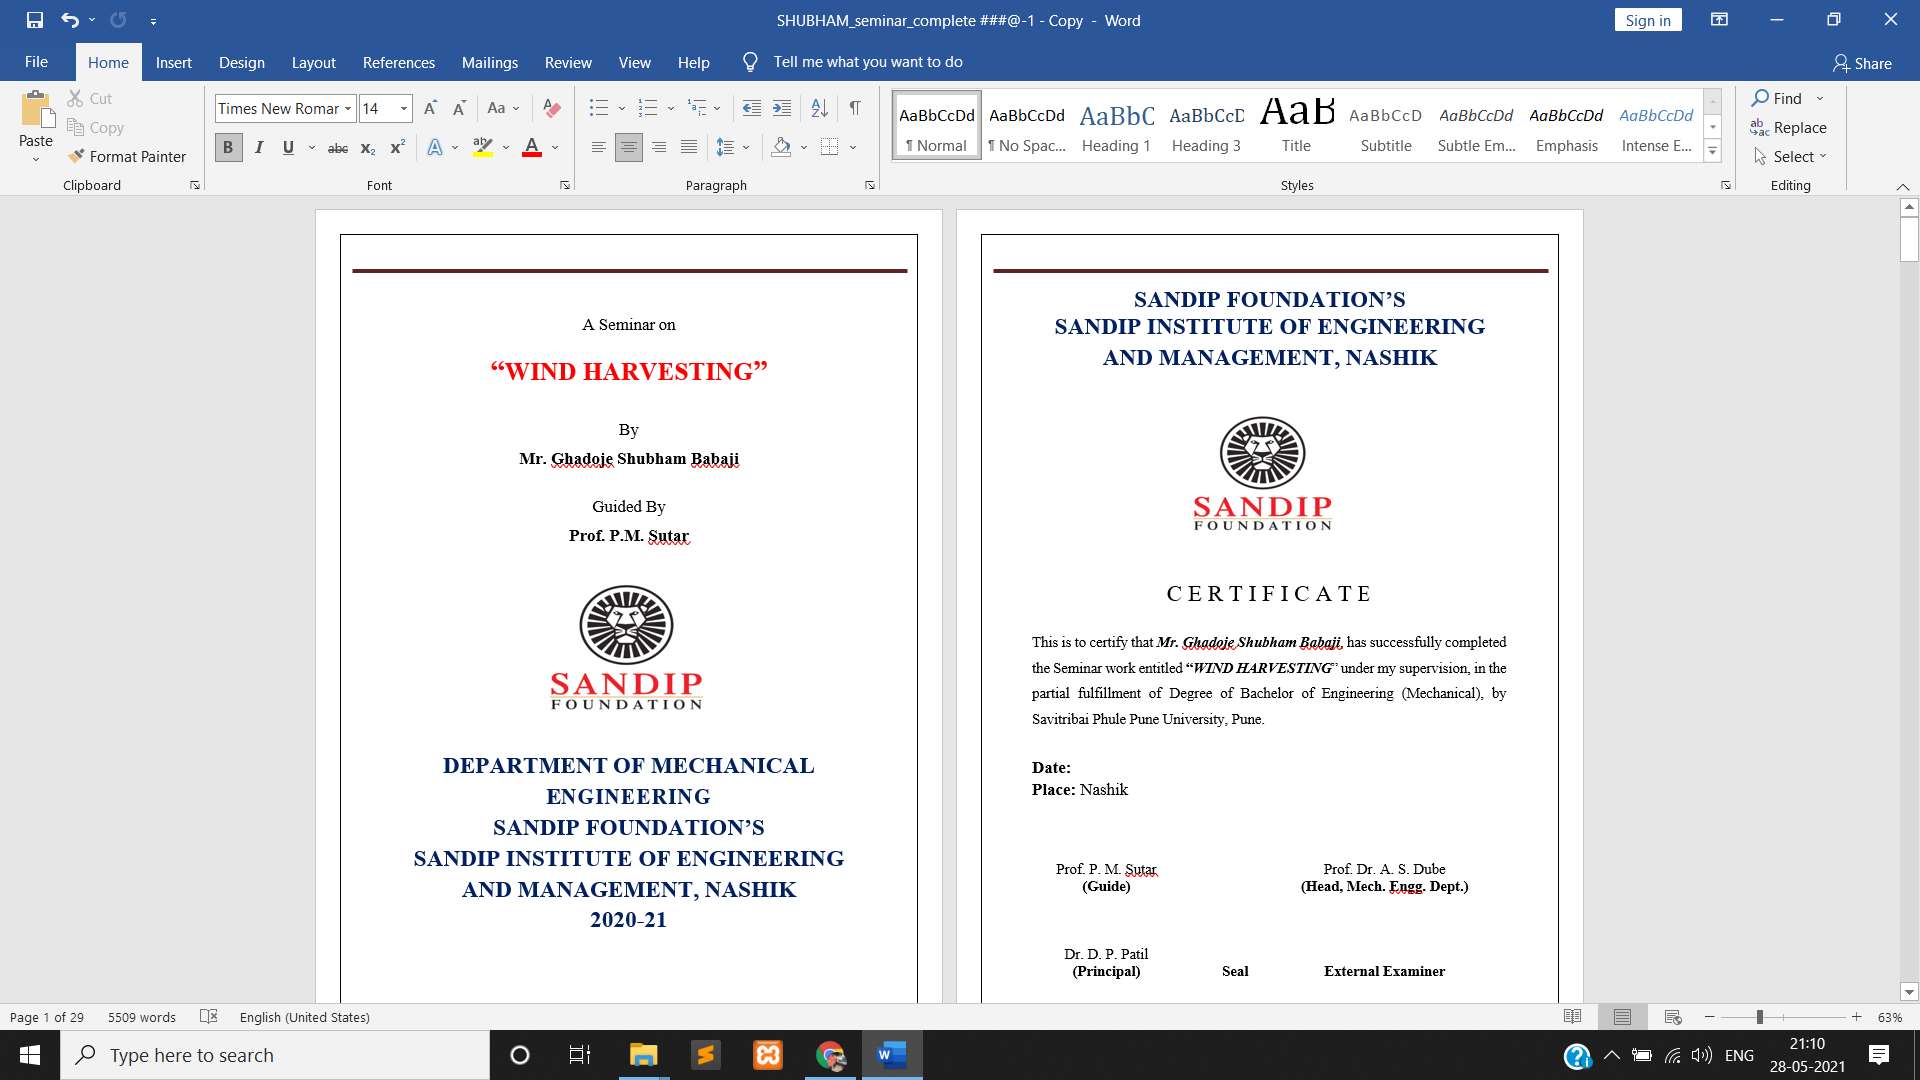 SHUBHAM_seminar_complete ###@-1 - Copy - Word
Sign in
File Home Insert Design Layout References Mailings Review View Help Tell me what you want to do
Share
Paste
Cut
Copy
Format Painter
Clipboard
Times New Romar 14
Aa
B I U abc x₂ x² A ab A
Font
Paragraph
AaBbCcDd AaBbCcDd AaBbC AaBbCcD AaB AaBbCcD AaBbCcDd AaBbCcDd AaBbCcDd
¶ Normal ¶ No Spac... Heading 1 Heading 3 Title Subtitle Subtle Em... Emphasis Intense E...
Styles
Find
Replace
Select
Editing
A Seminar on
“WIND HARVESTING”
By
Mr. Ghadoje Shubham Babaji
Guided By
Prof. P.M. Sutar
SANDIP
FOUNDATION
DEPARTMENT OF MECHANICAL
ENGINEERING
SANDIP FOUNDATION’S
SANDIP INSTITUTE OF ENGINEERING
AND MANAGEMENT, NASHIK
2020-21
SANDIP FOUNDATION’S
SANDIP INSTITUTE OF ENGINEERING
AND MANAGEMENT, NASHIK
SANDIP
FOUNDATION
C E R T I F I C A T E
This is to certify that Mr. Ghadoje Shubham Babaji, has successfully completed
the Seminar work entitled “WIND HARVESTING” under my supervision, in the
partial fulfillment of Degree of Bachelor of Engineering (Mechanical), by
Savitribai Phule Pune University, Pune.
Date:
Place: Nashik
Prof. P. M. Sutar Prof. Dr. A. S. Dube
(Guide) (Head, Mech. Engg. Dept.)
Dr. D. P. Patil
(Principal) Seal External Examiner
Page 1 of 29 5509 words English (United States) 63%
Type here to search
ENG
21:10
28-05-2021